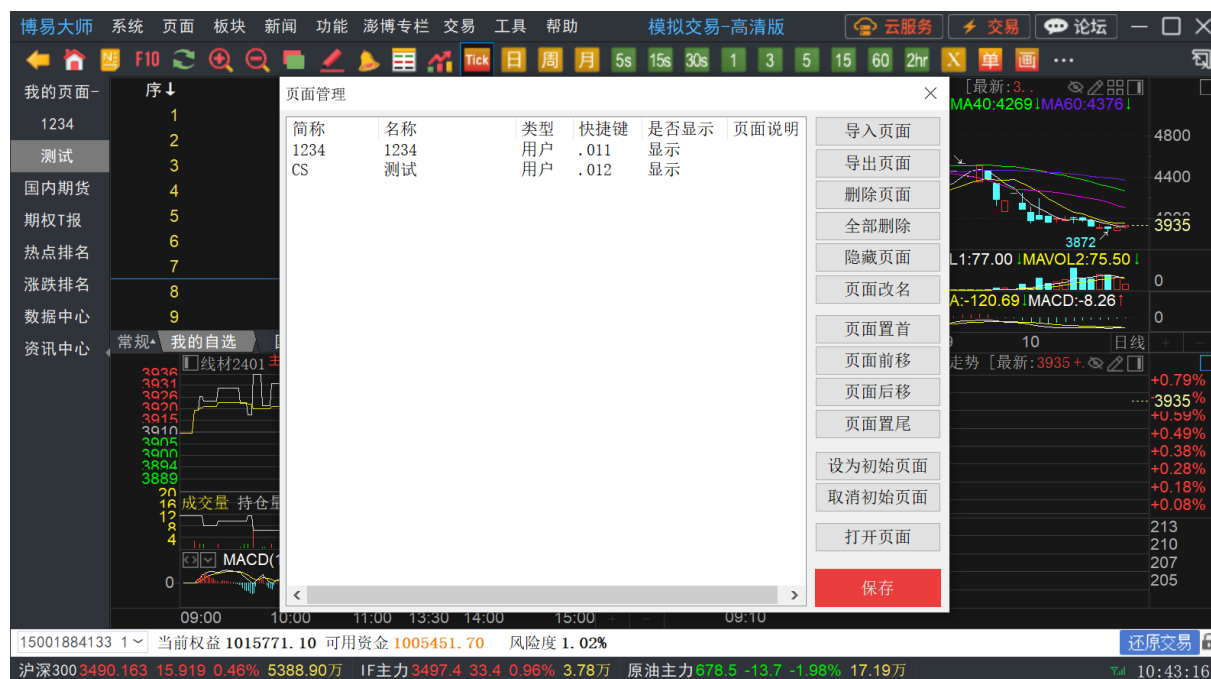 博易大师 系统 页面 板块 新闻 功能 澎博专栏 交易 工具 帮助 模拟交易-高清版 云服务 交易 论坛
F10 Tick 日 周 月 5s 15s 30s 1 3 5 15 60 2hr X 单 画 ...
我的页面-
1234
测试
国内期货
期权T报
热点排名
涨跌排名
数据中心
资讯中心
序↓
1
2
3
4
5
6
7
8
9
常规 我的自选
页面管理
简称 名称 类型 快捷键 是否显示 页面说明
1234 1234 用户 .011 显示
CS 测试 用户 .012 显示
导入页面
导出页面
删除页面
全部删除
隐藏页面
页面改名
页面置首
页面前移
页面后移
页面置尾
设为初始页面
取消初始页面
打开页面
保存
[最新:3..
MA40:4269↓MA60:4376↓
4800
4400
3935
3872
L1:77.00↓MAVOL2:75.50↓
0
A:-120.69↓MACD:-8.26↑
0
10 日线 + -
线材2401
3936
3931
3926
3920
3915
3910
3905
3900
3894
3889
20
16
12
8
4
成交量 持仓量
MACD(1
0
走势 [最新:3935+.
+0.79%
3935
+0.59%
+0.49%
+0.38%
+0.28%
+0.18%
+0.08%
213
210
207
205
09:00 10:00 11:00 13:30 14:00 15:00 + - 09:10
15001884133 1 当前权益 1015771.10 可用资金 1005451.70 风险度 1.02% 还原交易
沪深300 3490.163 15.919 0.46% 5388.90万 IF主力 3497.4 33.4 0.96% 3.78万 原油主力 678.5 -13.7 -1.98% 17.19万 10:43:16